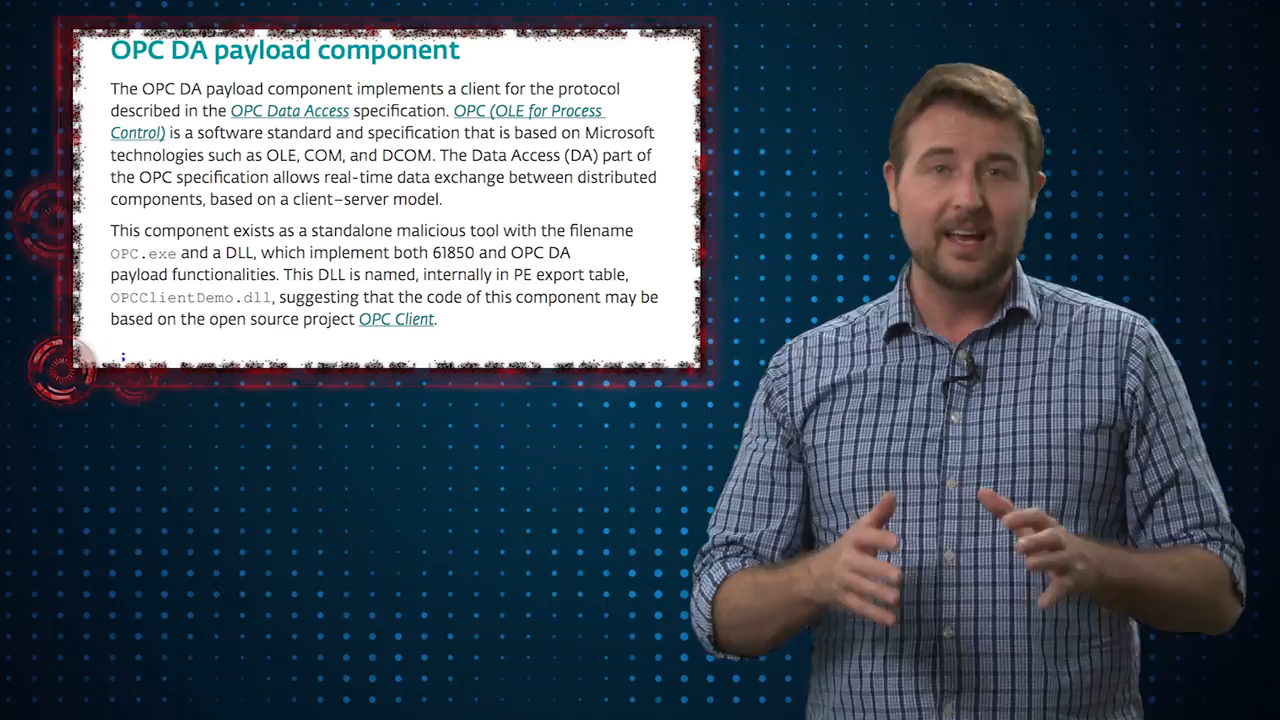 OPC DA payload component
The OPC DA payload component implements a client for the protocol
described in the OPC Data Access specification. OPC (OLE for Process
Control) is a software standard and specification that is based on Microsoft
technologies such as OLE, COM, and DCOM. The Data Access (DA) part of
the OPC specification allows real-time data exchange between distributed
components, based on a client–server model.
This component exists as a standalone malicious tool with the filename
OPC.exe and a DLL, which implement both 61850 and OPC DA
payload functionalities. This DLL is named, internally in PE export table,
OPCClientDemo.dll, suggesting that the code of this component may be
based on the open source project OPC Client.
;